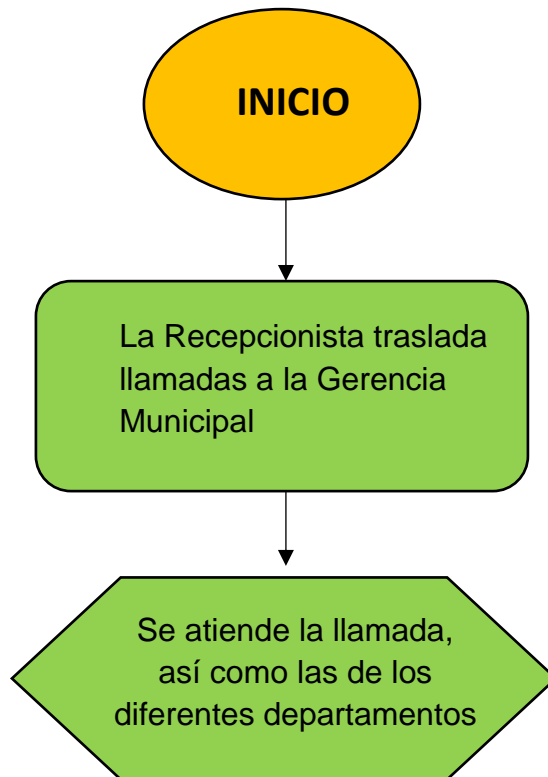 INICIO
La Recepcionista traslada
llamadas a la Gerencia
Municipal
Se atiende la llamada,
así como las de los
diferentes departamentos